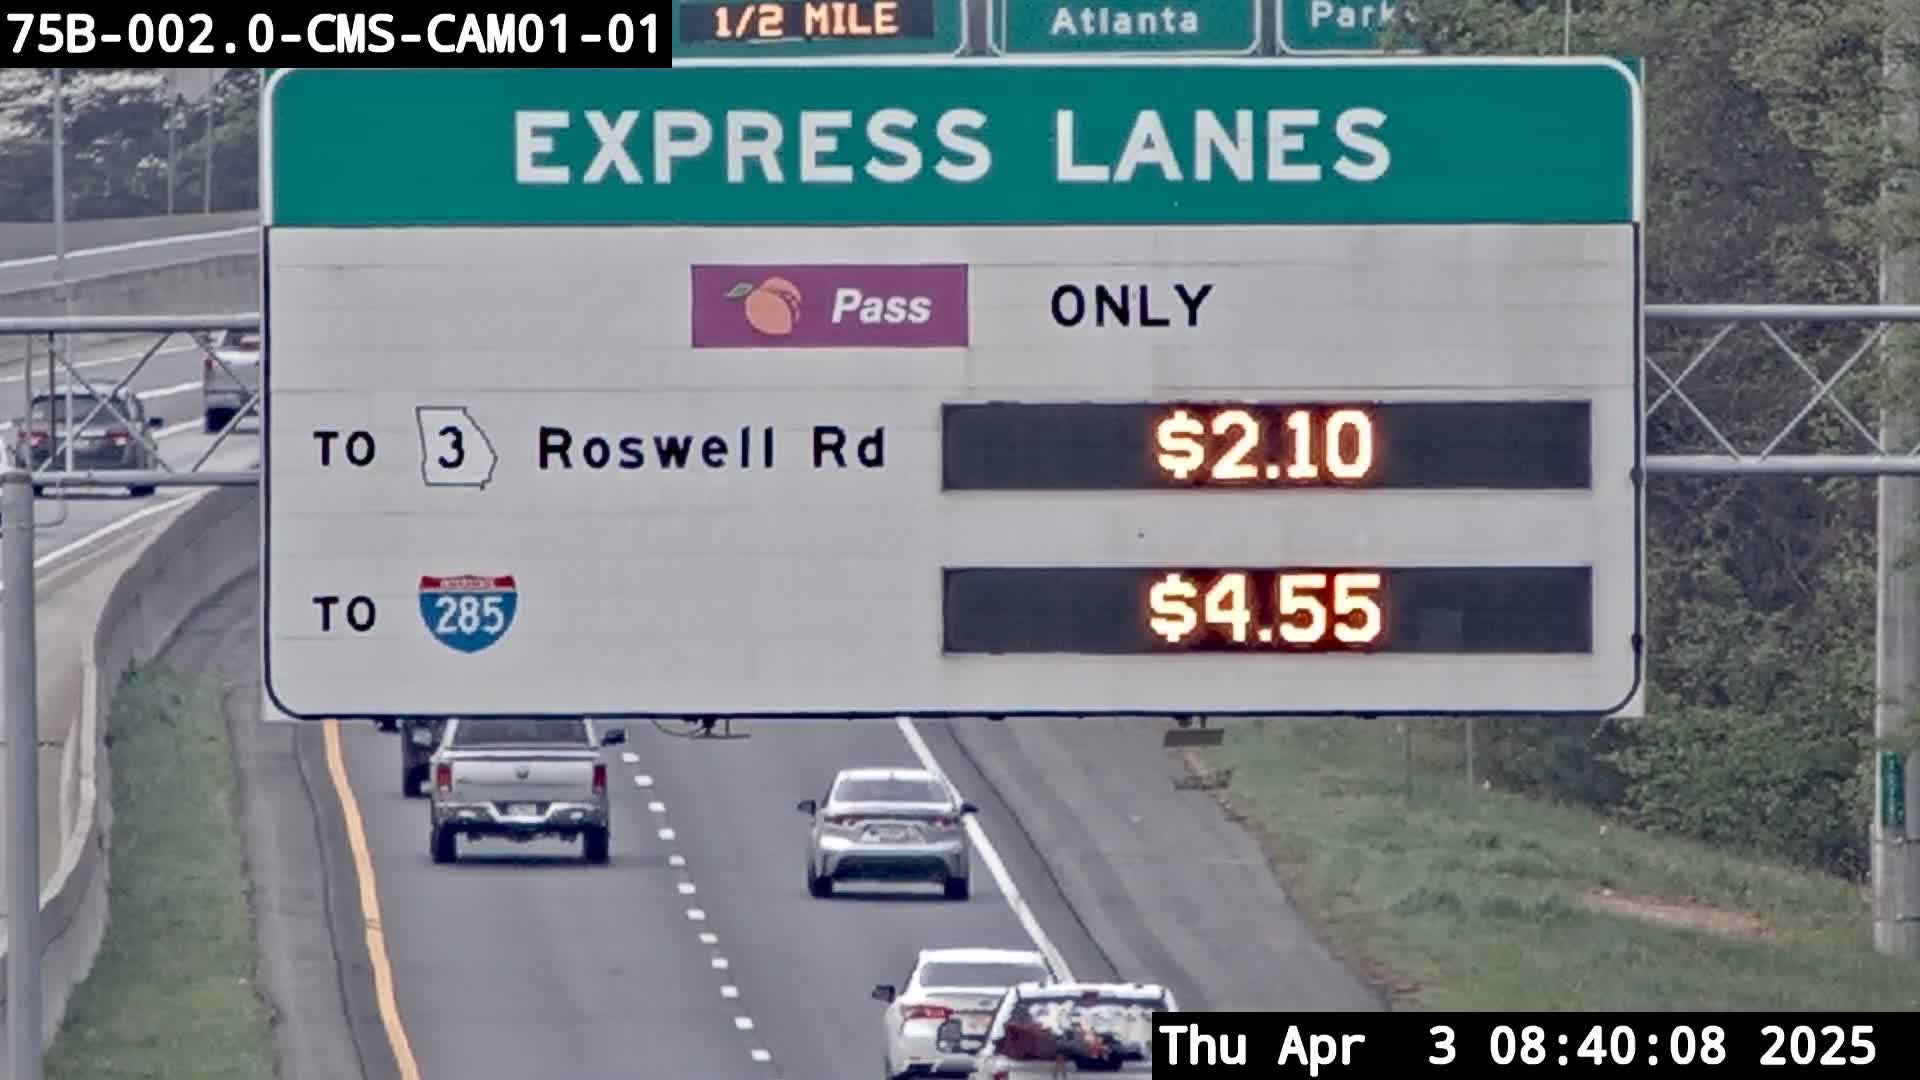 75B-002.0-CMS-CAM01-01
1/2 MILE
Atlanta
Park
EXPRESS LANES
Pass ONLY
TO 3 Roswell Rd $2.10
TO 285 $4.55
Thu Apr 3 08:40:08 2025